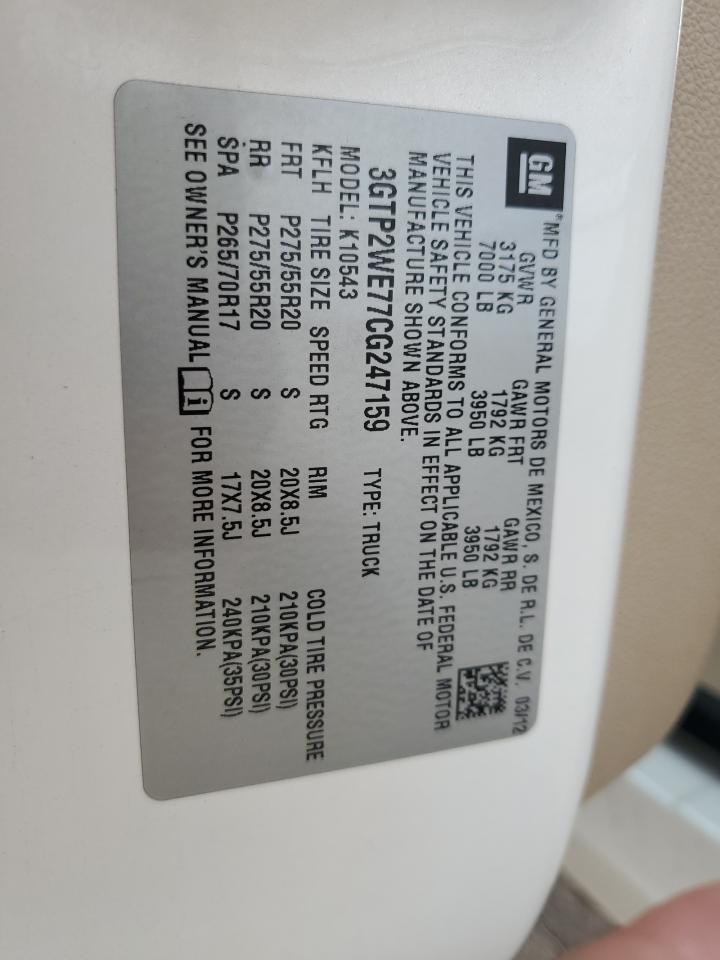 GM
® MFD BY GENERAL MOTORS DE MEXICO, S. DE R.L. DE C.V. 03/12
GVWR GAWR FRT GAWR RR
3175 KG 1792 KG 1792 KG
7000 LB 3950 LB 3950 LB
THIS VEHICLE CONFORMS TO ALL APPLICABLE U.S. FEDERAL MOTOR
VEHICLE SAFETY STANDARDS IN EFFECT ON THE DATE OF
MANUFACTURE SHOWN ABOVE.
3GTP2WE77CG247159 TYPE: TRUCK
MODEL: K10543
KFLH TIRE SIZE SPEED RTG RIM COLD TIRE PRESSURE
FRT P275/55R20 S 20X8.5J 210KPA(30PSI)
RR P275/55R20 S 20X8.5J 210KPA(30PSI)
SPA P265/70R17 S 17X7.5J 240KPA(35PSI)
SEE OWNER'S MANUAL i FOR MORE INFORMATION.